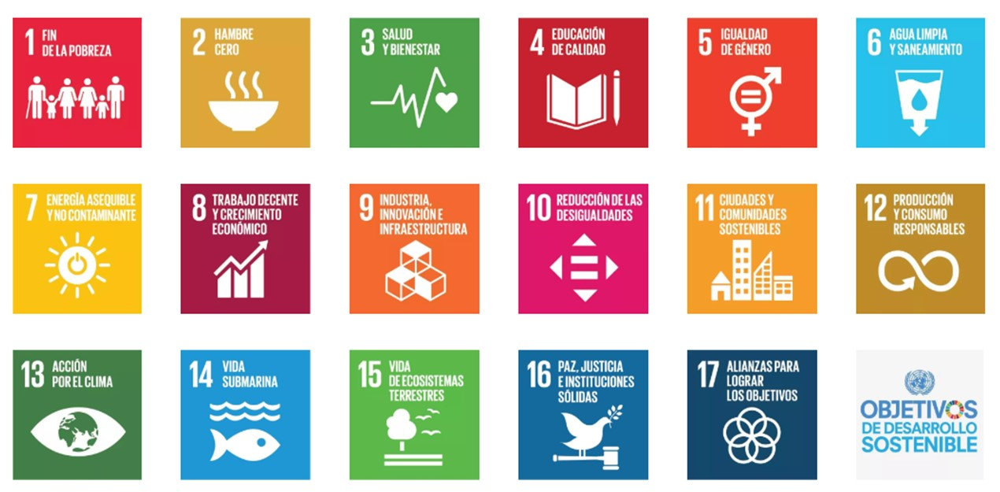 1 FIN
DE LA POBREZA
2 HAMBRE
CERO
3 SALUD
Y BIENESTAR
4 EDUCACIÓN
DE CALIDAD
5 IGUALDAD
DE GÉNERO
6 AGUA LIMPIA
Y SANEAMIENTO
7 ENERGÍA ASEQUIBLE
Y NO CONTAMINANTE
8 TRABAJO DECENTE
Y CRECIMIENTO
ECONÓMICO
9 INDUSTRIA,
INNOVACIÓN E
INFRAESTRUCTURA
10 REDUCCIÓN DE LAS
DESIGUALDADES
11 CIUDADES Y
COMUNIDADES
SOSTENIBLES
12 PRODUCCIÓN
Y CONSUMO
RESPONSABLES
13 ACCIÓN
POR EL CLIMA
14 VIDA
SUBMARINA
15 VIDA
DE ECOSISTEMAS
TERRESTRES
16 PAZ, JUSTICIA
E INSTITUCIONES
SÓLIDAS
17 ALIANZAS PARA
LOGRAR
LOS OBJETIVOS
OBJETIVOS
DE DESARROLLO
SOSTENIBLE